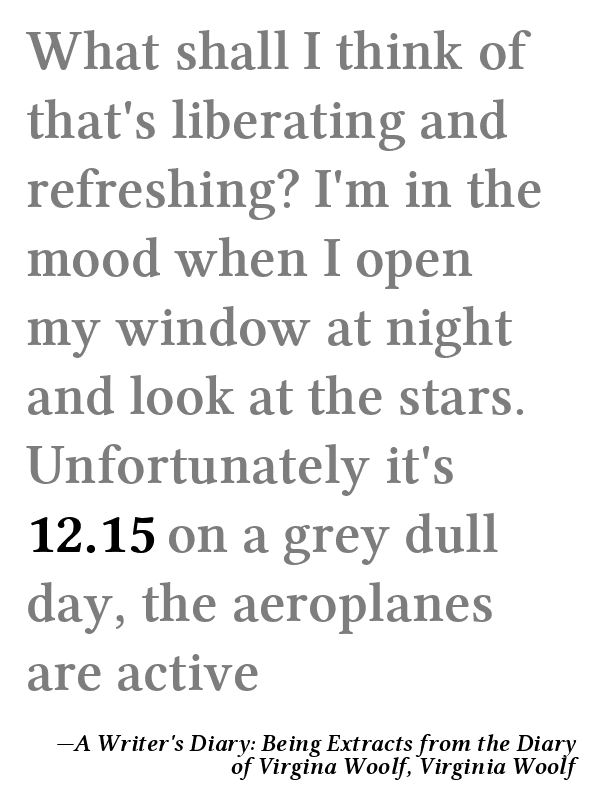 What shall I think of
that's liberating and
refreshing? I'm in the
mood when I open
my window at night
and look at the stars.
Unfortunately it's
12.15 on a grey dull
day, the aeroplanes
are active
—A Writer's Diary: Being Extracts from the Diary
of Virgina Woolf, Virginia Woolf